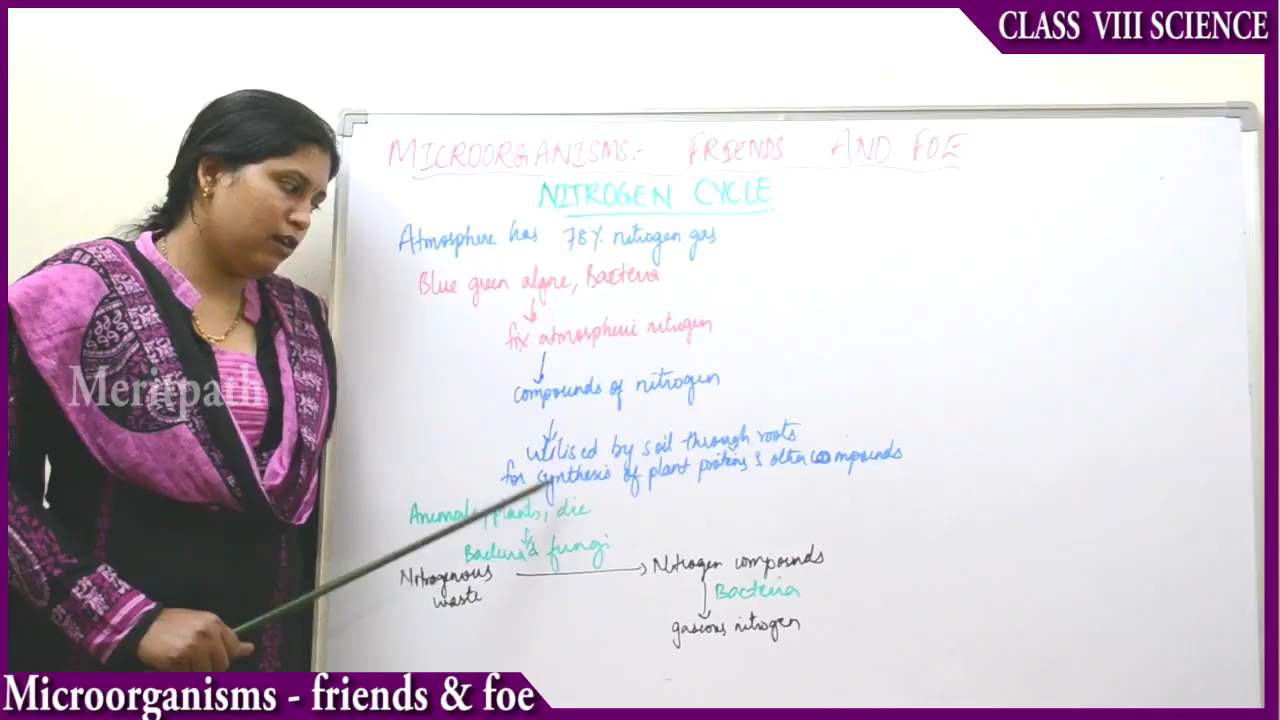 CLASS VIII SCIENCE
MICROORGANISMS:- FRIENDS AND FOE
NITROGEN CYCLE
Atmosphere has 78% nitrogen gas
Blue green algae, Bacteria
fix atmospheric nitrogen
compounds of nitrogen
utilised by soil through roots
for synthesis of plant proteins & other compounds
Animals, plants, die
Bacteria & fungi
Nitrogenous waste
Nitrogen compounds
Bacteria
gaseous nitrogen
Meritpath
Microorganisms - friends & foe